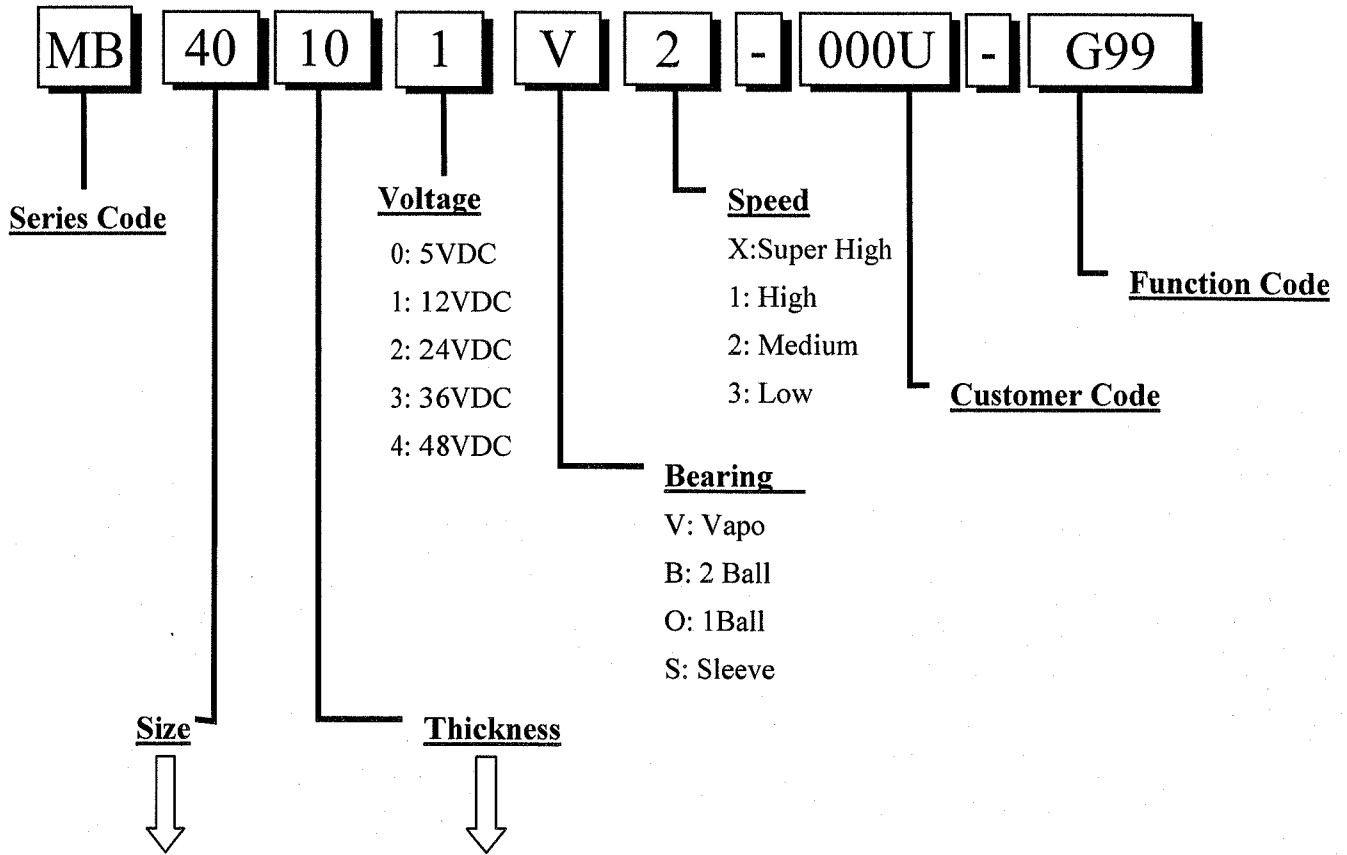 MB 40 10 1 V 2 - 000U - G99
Series Code
Voltage
0: 5VDC
1: 12VDC
2: 24VDC
3: 36VDC
4: 48VDC
Speed
X:Super High
1: High
2: Medium
3: Low
Function Code
Customer Code
Bearing
V: Vapo
B: 2 Ball
O: 1Ball
S: Sleeve
Size
Thickness